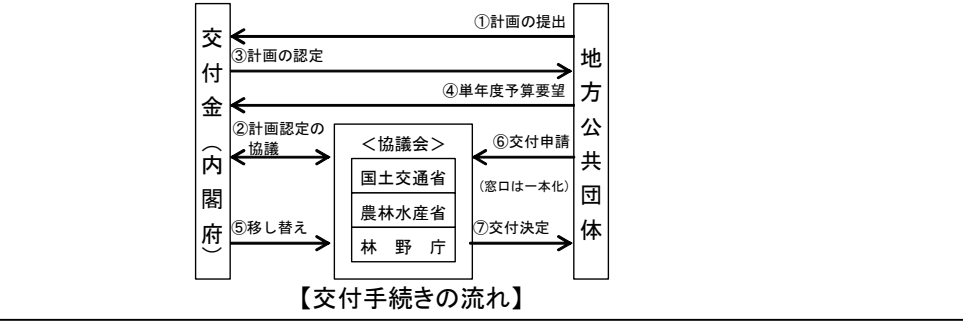 ①計画の提出
③計画の認定
④単年度予算要望
②計画認定の
協議
<協議会>
国土交通省
農林水産省
林 野 庁
⑥交付申請
(窓口は一本化)
⑤移し替え
⑦交付決定
交付金(内閣府)
地方公共団体
【交付手続きの流れ】